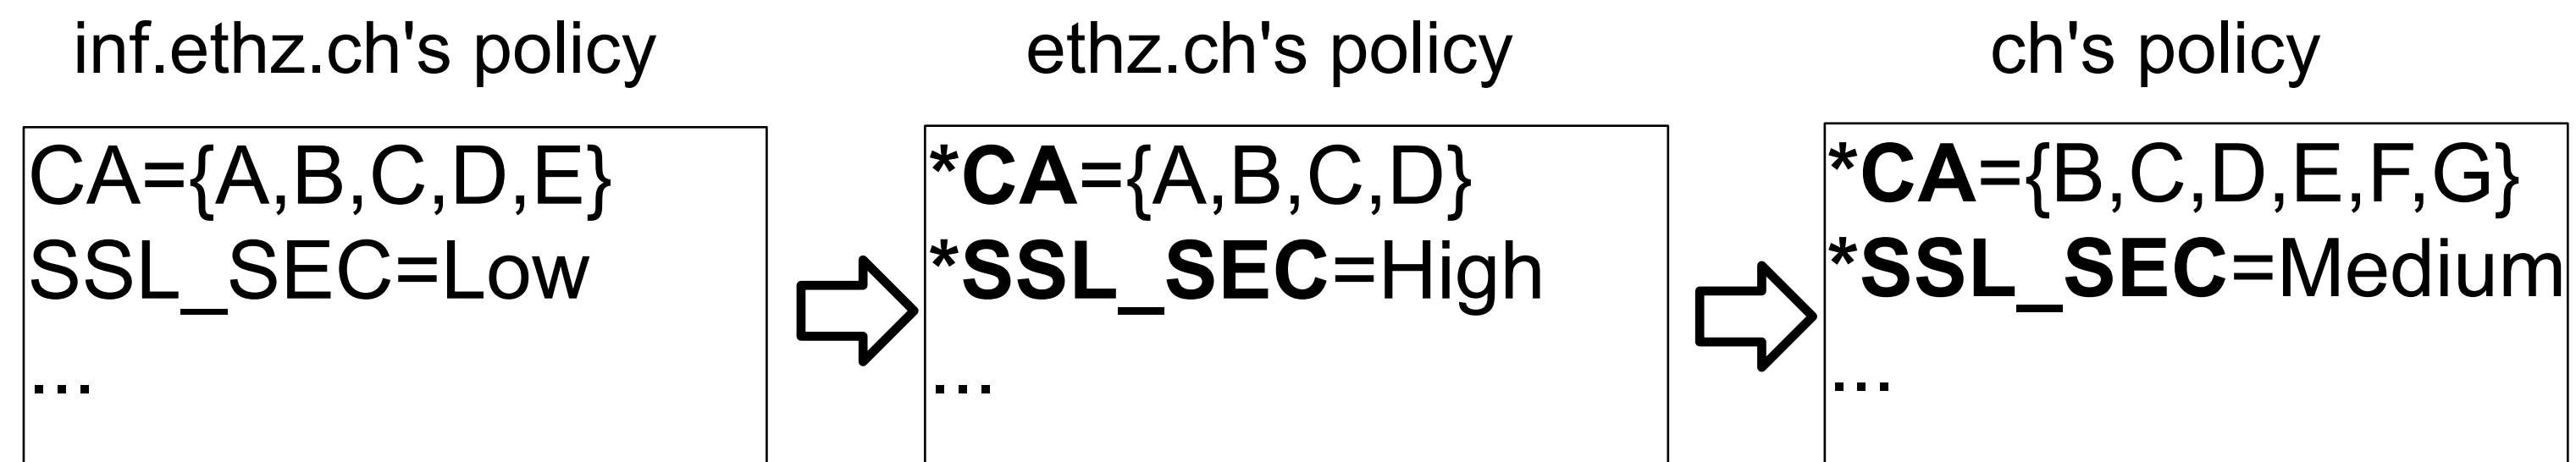 inf.ethz.ch's policy
CA={A,B,C,D,E}
SSL_SEC=Low
...
ethz.ch's policy
*CA={A,B,C,D}
*SSL_SEC=High
...
ch's policy
*CA={B,C,D,E,F,G}
*SSL_SEC=Medium
...